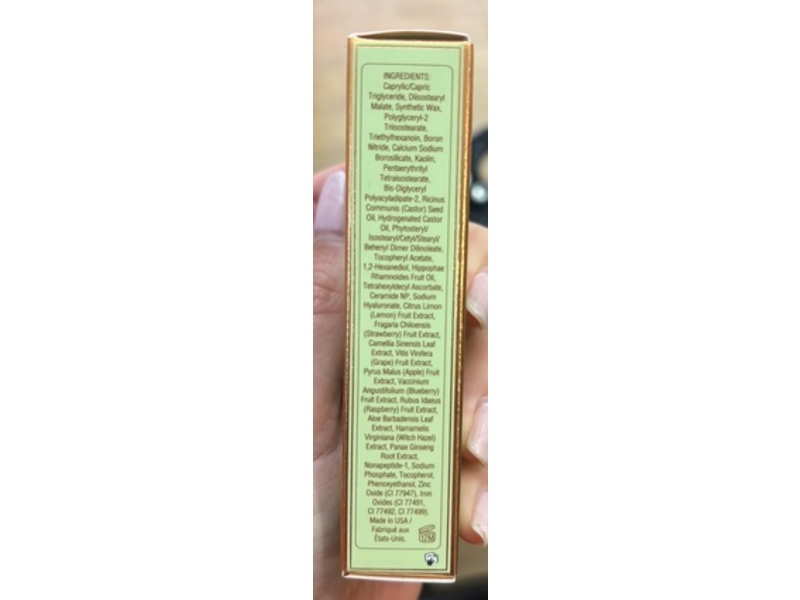 INGREDIENTS:
Caprylic/Capric
Triglyceride, Diisostearyl
Malate, Synthetic Wax,
Polyglyceryl-2
Triisostearate,
Triethylhexanoin, Boron
Nitride, Calcium Sodium
Borosilicate, Kaolin,
Pentaerythrityl
Tetraisostearate,
Bis-Diglyceryl
Polyacyladipate-2, Ricinus
Communis (Castor) Seed
Oil, Hydrogenated Castor
Oil, Phytosteryl/
Isostearyl/Cetyl/Stearyl/
Behenyl Dimer Dilinoleate,
Tocopheryl Acetate,
1,2-Hexanediol, Hippophae
Rhamnoides Fruit Oil,
Tetrahexyldecyl Ascorbate,
Ceramide NP, Sodium
Hyaluronate, Citrus Limon
(Lemon) Fruit Extract,
Fragaria Chiloensis
(Strawberry) Fruit Extract,
Camellia Sinensis Leaf
Extract, Vitis Vinifera
(Grape) Fruit Extract,
Pyrus Malus (Apple) Fruit
Extract, Vaccinium
Angustifolium (Blueberry)
Fruit Extract, Rubus Idaeus
(Raspberry) Fruit Extract,
Aloe Barbadensis Leaf
Extract, Hamamelis
Virginiana (Witch Hazel)
Extract, Panax Ginseng
Root Extract,
Nonapeptide-1, Sodium
Phosphate, Tocopherol,
Phenoxyethanol, Zinc
Oxide (CI 77947), Iron
Oxides (CI 77491,
CI 77492, CI 77499).
Made in USA /
Fabriqué aux
États-Unis.
12M